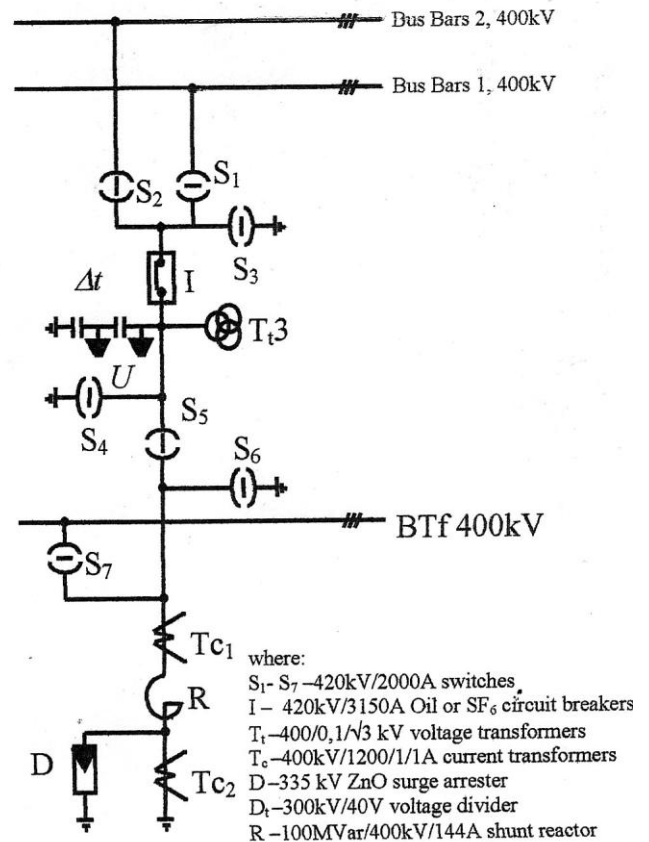 Bus Bars 2, 400kV
Bus Bars 1, 400kV
S₂
S₁
S₃
Δt
I
Tₜ3
U
S₄
S₅
S₆
BTf 400kV
S₇
Tc₁
R
D
Tc₂
where:
S₁- S₇ –420kV/2000A switches
I – 420kV/3150A Oil or SF₆ circuit breakers
Tₜ–400/0,1/√3 kV voltage transformers
T꜀–400kV/1200/1/1A current transformers
D–335 kV ZnO surge arrester
Dₜ–300kV/40V voltage divider
R –100MVar/400kV/144A shunt reactor